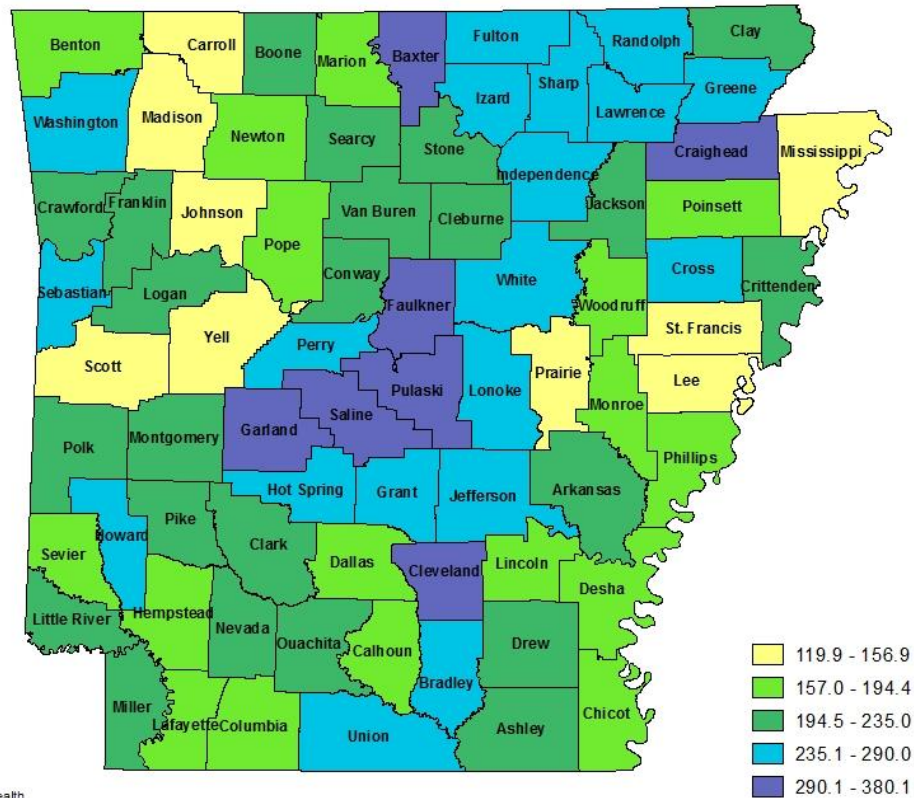 Benton
Carroll
Boone
Marion
Baxter
Fulton
Randolph
Clay
Izard
Sharp
Lawrence
Greene
Washington
Madison
Newton
Searcy
Stone
Independence
Craighead
Mississippi
Crawford
Franklin
Johnson
Pope
Van Buren
Cleburne
Jackson
Poinsett
Sebastian
Logan
Conway
Faulkner
White
Woodruff
Cross
Crittenden
Scott
Yell
Perry
Pulaski
Lonoke
Prairie
St. Francis
Lee
Monroe
Garland
Saline
Polk
Montgomery
Hot Spring
Grant
Jefferson
Arkansas
Phillips
Howard
Pike
Clark
Sevier
Dallas
Cleveland
Lincoln
Desha
Little River
Hempstead
Nevada
Ouachita
Calhoun
Bradley
Drew
Miller
Lafayette
Columbia
Union
Ashley
Chicot
119.9 - 156.9
157.0 - 194.4
194.5 - 235.0
235.1 - 290.0
290.1 - 380.1